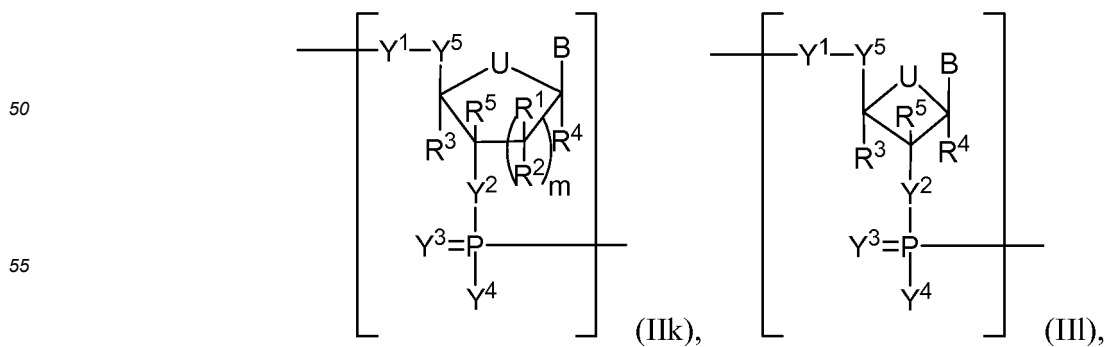 Y¹ Y⁵ U B
Y¹ Y⁵ U B
50
R⁵ R¹
R⁵
R³ R² R⁴
R³ R⁴
m
Y²
Y²
Y³=P
Y³=P
55
Y⁴
Y⁴
(IIk),
(IIl),